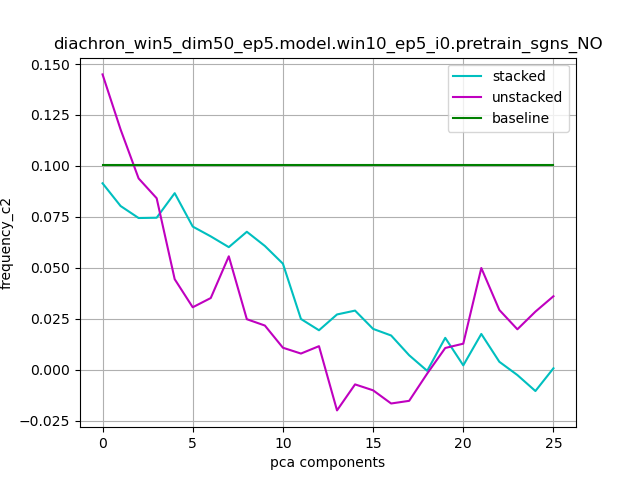 diachron_win5_dim50_ep5.model.win10_ep5_i0.pretrain_sgns_NO
0.150
0.125
0.100
0.075
0.050
0.025
0.000
−0.025
frequency_c2
stacked
unstacked
baseline
0 5 10 15 20 25
pca components